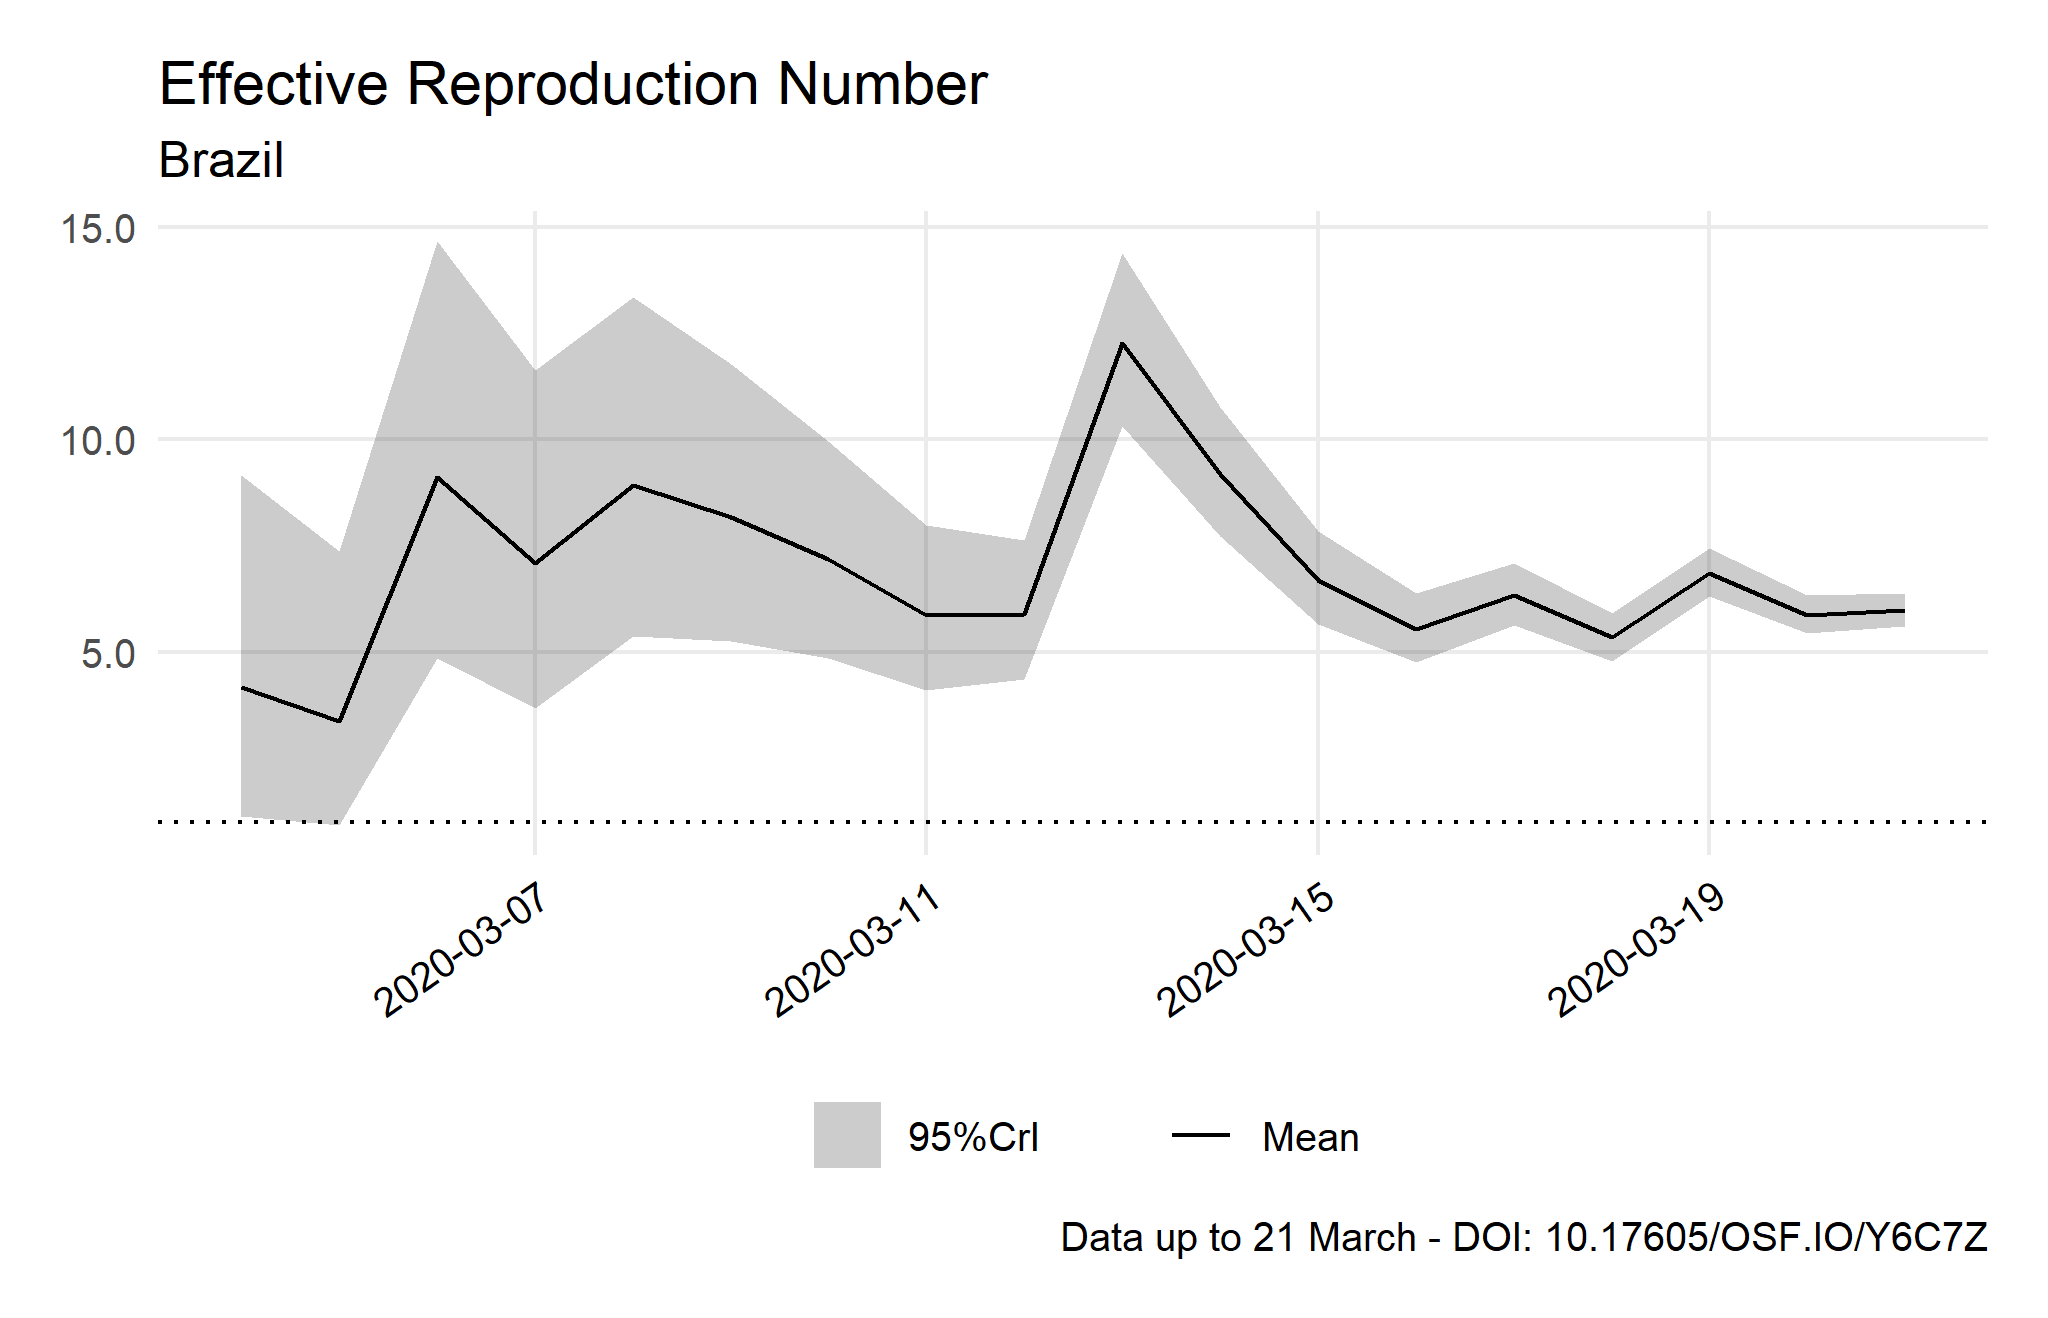 Effective Reproduction Number
Brazil
15.0
10.0
5.0
2020-03-07
2020-03-11
2020-03-15
2020-03-19
95%CrI
Mean
Data up to 21 March - DOI: 10.17605/OSF.IO/Y6C7Z